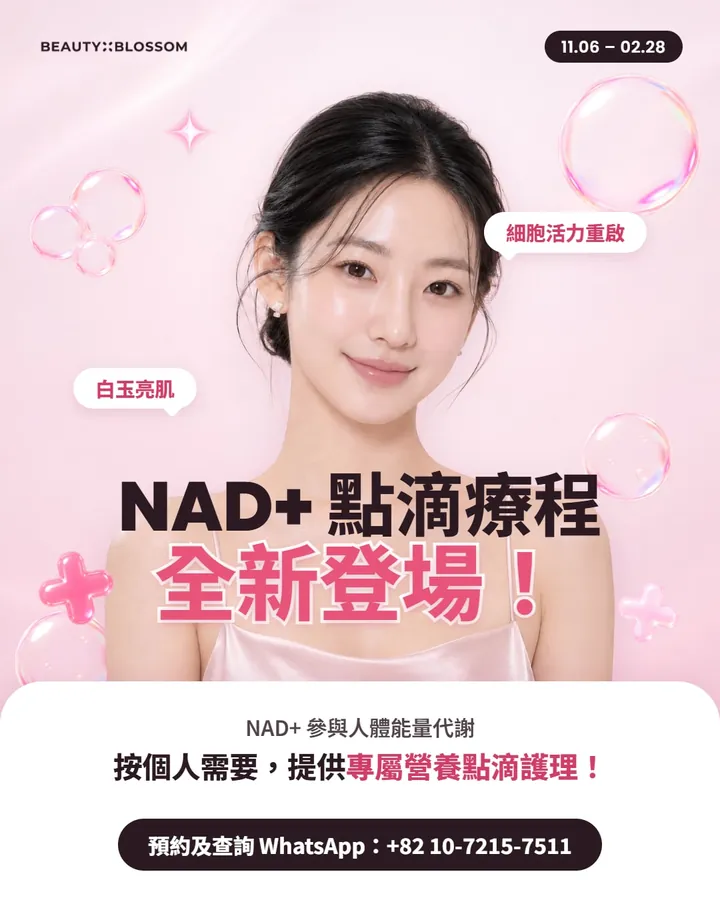 BEAUTY BLOSSOM
11.06 – 02.28
細胞活力重啟
白玉亮肌
NAD+ 點滴療程
全新登場！
NAD+ 參與人體能量代謝
按個人需要，提供專屬營養點滴護理！
預約及查詢 WhatsApp：+82 10-7215-7511